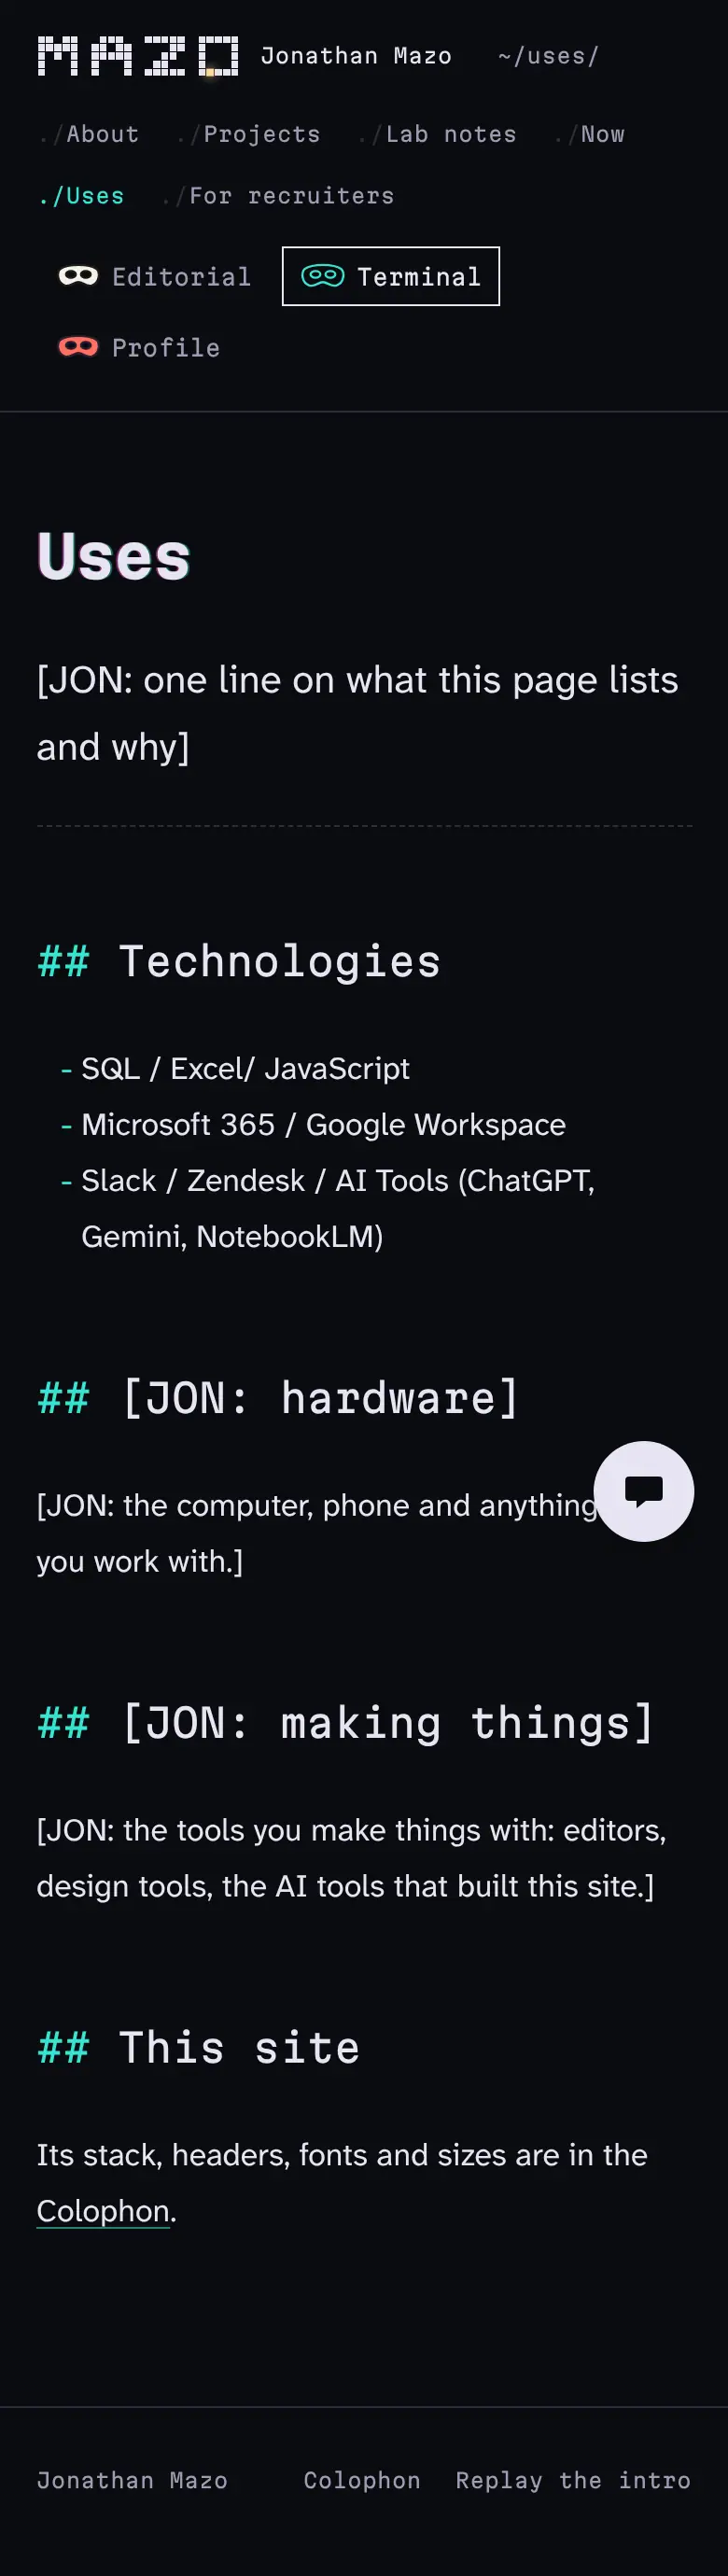 MAZO Jonathan Mazo ~/uses/
./About ./Projects ./Lab notes ./Now
./Uses ./For recruiters
Editorial Terminal
Profile
Uses
[JON: one line on what this page lists
and why]
## Technologies
- SQL / Excel/ JavaScript
- Microsoft 365 / Google Workspace
- Slack / Zendesk / AI Tools (ChatGPT,
Gemini, NotebookLM)
## [JON: hardware]
[JON: the computer, phone and anything
you work with.]
## [JON: making things]
[JON: the tools you make things with: editors,
design tools, the AI tools that built this site.]
## This site
Its stack, headers, fonts and sizes are in the
Colophon.
Jonathan Mazo Colophon Replay the intro